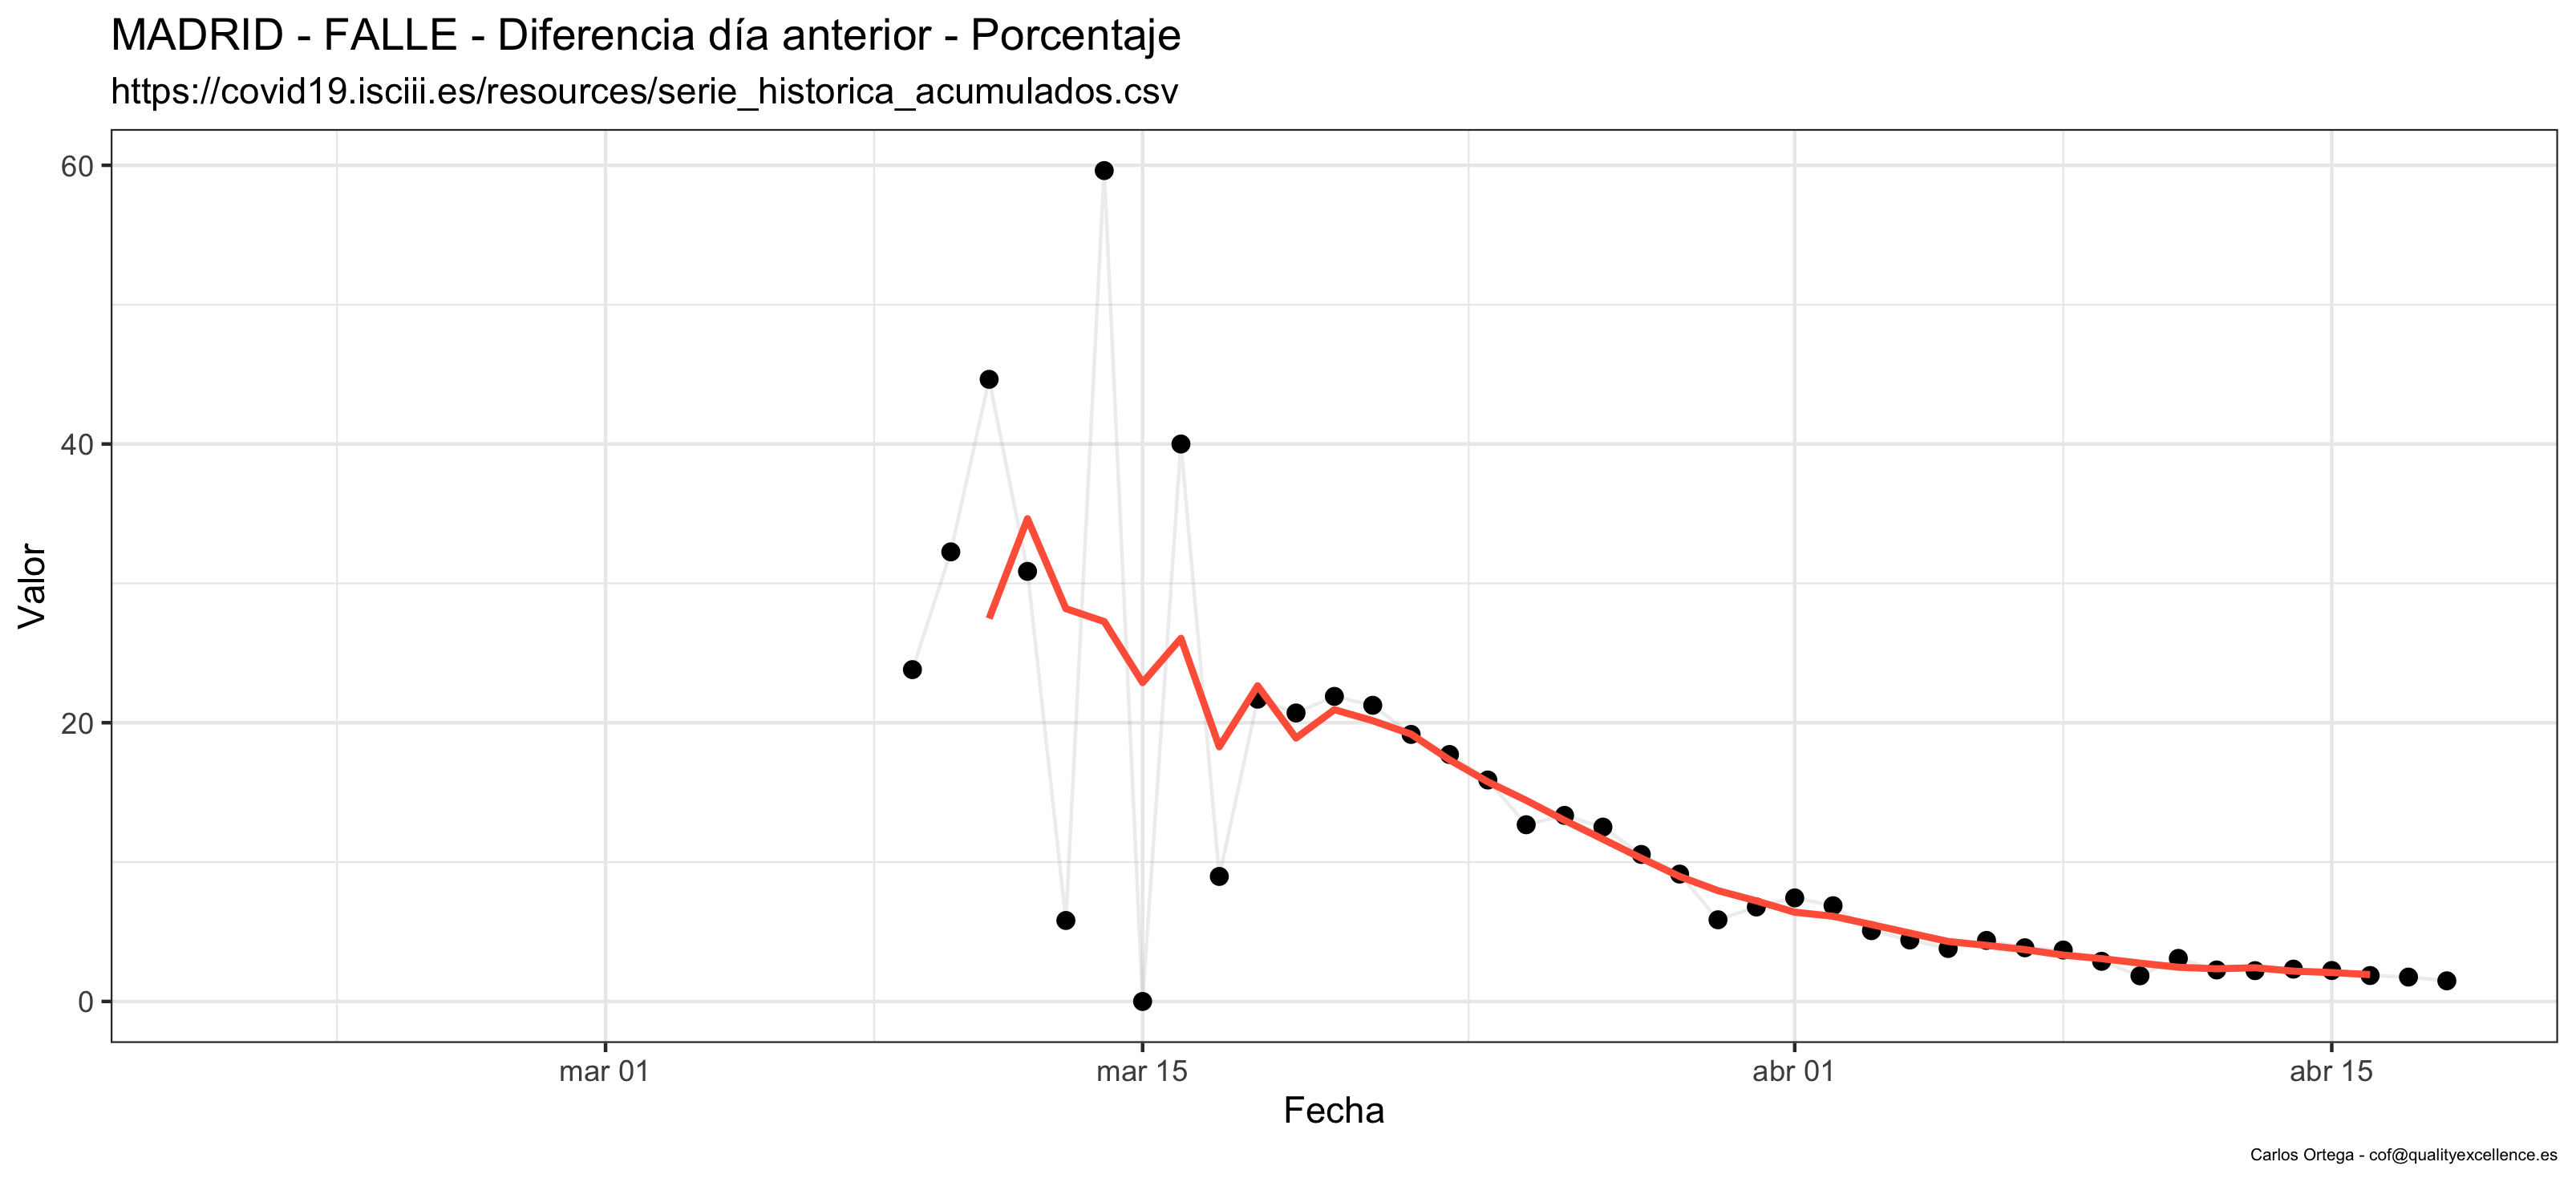 MADRID - FALLE - Diferencia día anterior - Porcentaje
https://covid19.isciii.es/resources/serie_historica_acumulados.csv
60
40
20
0
Valor
mar 01
mar 15
abr 01
abr 15
Fecha
Carlos Ortega - cof@qualityexcellence.es